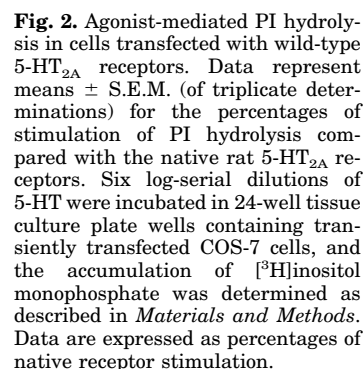 Fig. 2. Agonist-mediated PI hydroly-
sis in cells transfected with wild-type
5-HT2A receptors. Data represent
means ± S.E.M. (of triplicate deter-
minations) for the percentages of
stimulation of PI hydrolysis com-
pared with the native rat 5-HT2A re-
ceptors. Six log-serial dilutions of
5-HT were incubated in 24-well tissue
culture plate wells containing tran-
siently transfected COS-7 cells, and
the accumulation of [3H]inositol
monophosphate was determined as
described in Materials and Methods.
Data are expressed as percentages of
native receptor stimulation.